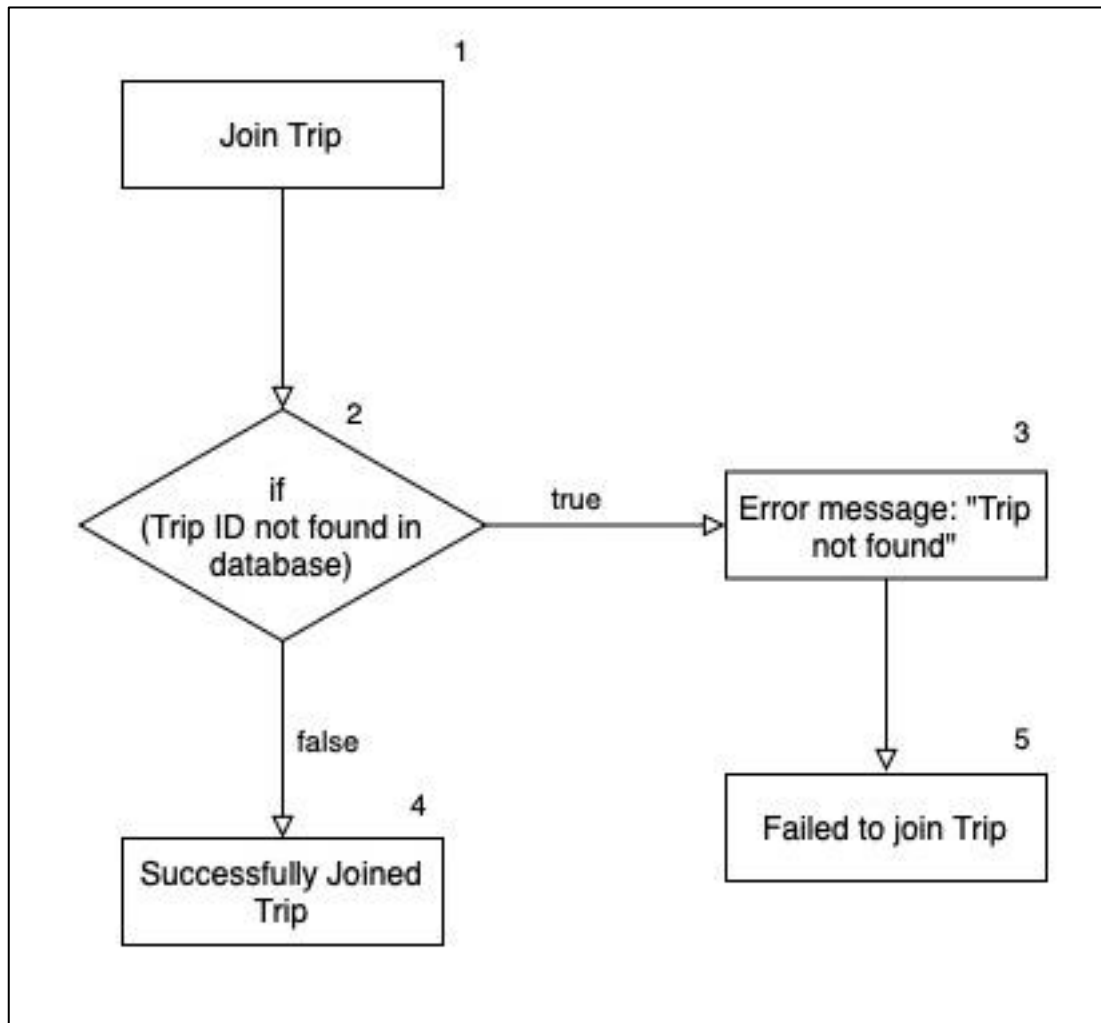 1
Join Trip
2
if
(Trip ID not found in
database)
true
3
Error message: "Trip
not found"
false
4
Successfully Joined
Trip
5
Failed to join Trip